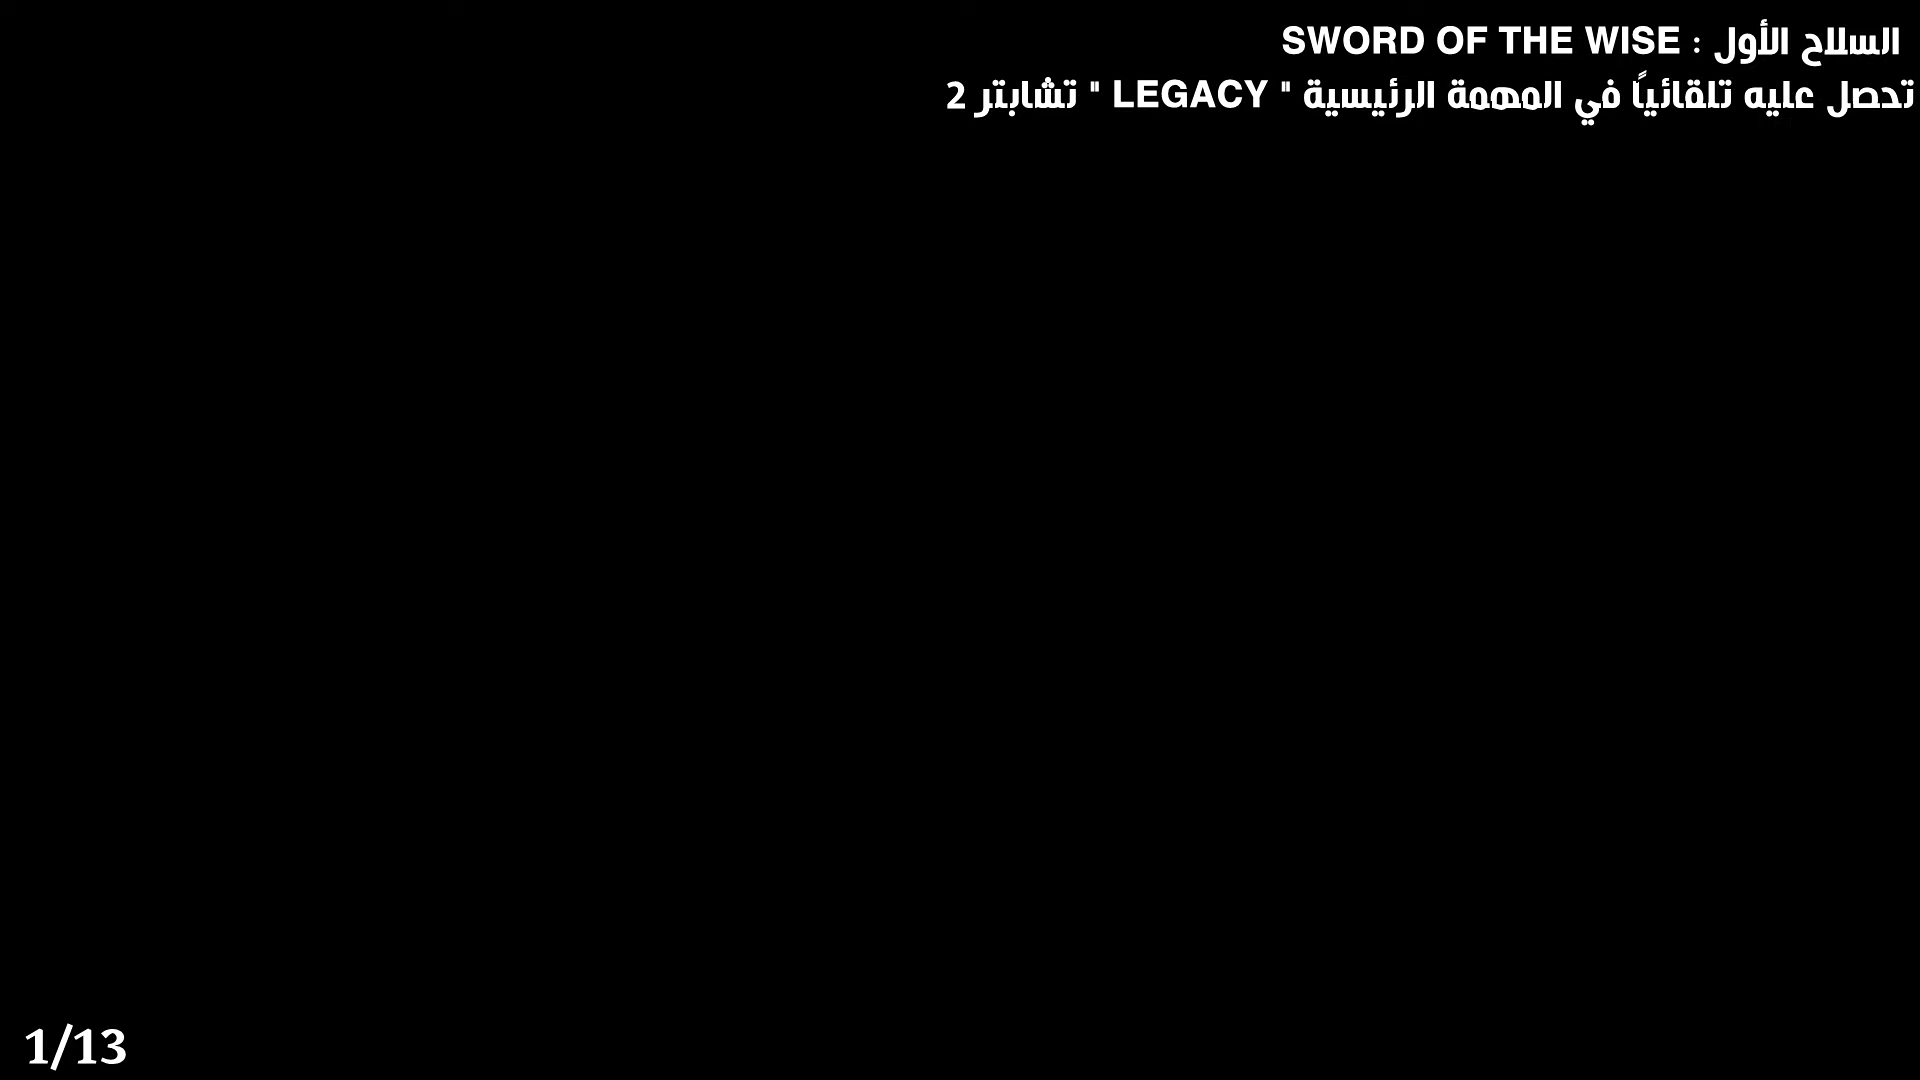 السلاح الأول : SWORD OF THE WISE
تحصل عليه تلقائياً في المهمة الرئيسية " LEGACY " تشابتر 2
1/13